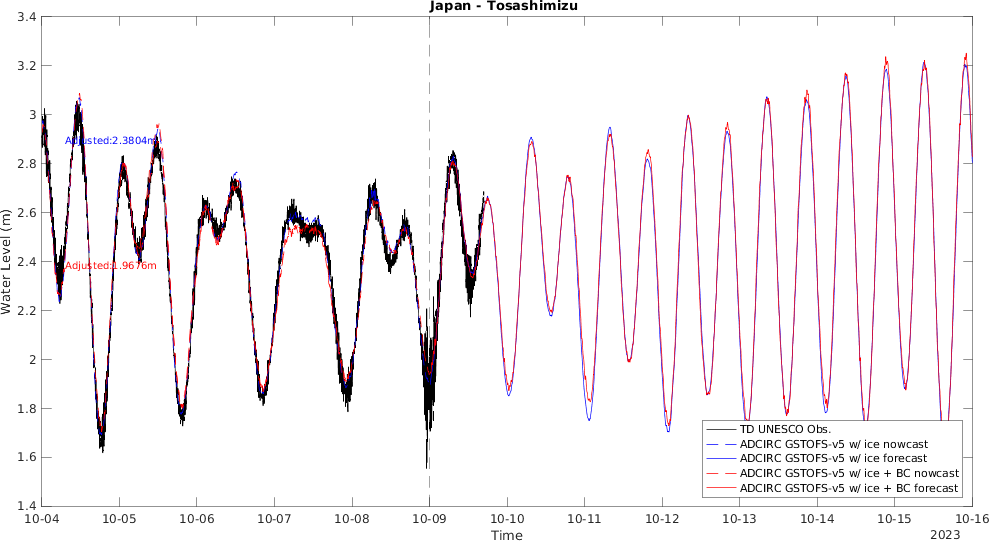 Japan - Tosashimizu
3.4
3.2
3
2.8
2.6
2.4
2.2
2
1.8
1.6
1.4
Water Level (m)
Adjusted:2.3804m
Adjusted:1.9676m
TD UNESCO Obs.
ADCIRC GSTOFS-v5 w/ ice nowcast
ADCIRC GSTOFS-v5 w/ ice forecast
ADCIRC GSTOFS-v5 w/ ice + BC nowcast
ADCIRC GSTOFS-v5 w/ ice + BC forecast
10-04 10-05 10-06 10-07 10-08 10-09 10-10 10-11 10-12 10-13 10-14 10-15 10-16
Time
2023